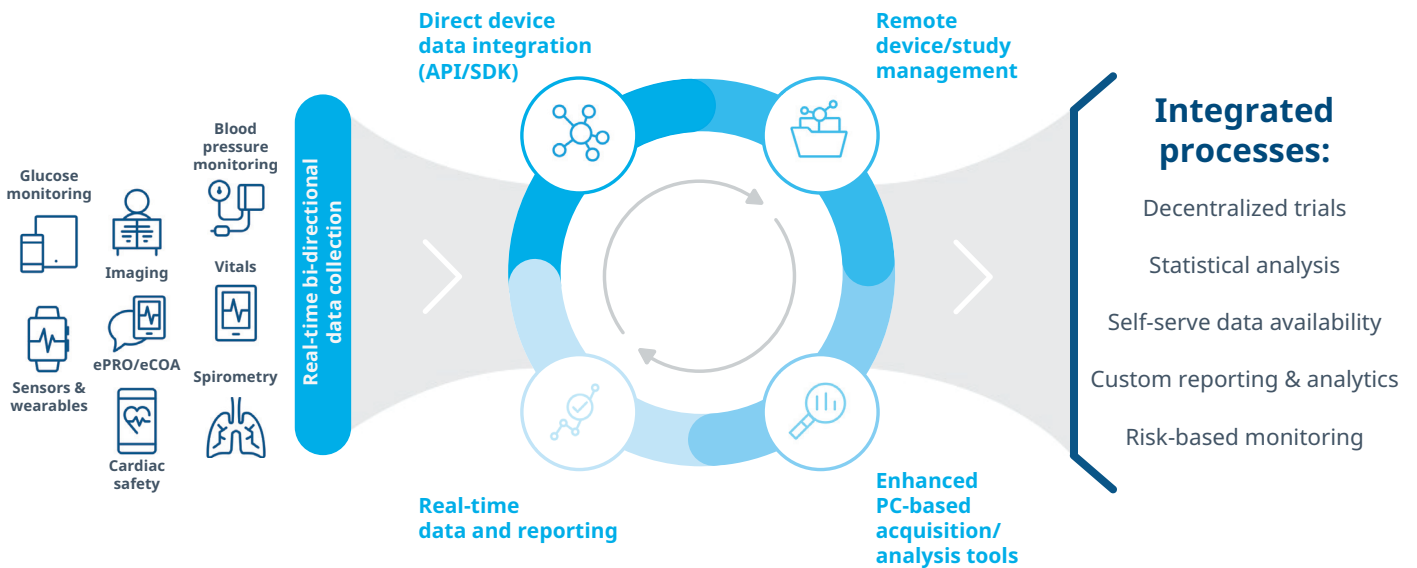 Glucose
monitoring
Imaging
Blood
pressure
monitoring
Vitals
Sensors &
wearables
ePRO/eCOA
Cardiac
safety
Spirometry
Real-time bi-directional
data collection
Direct device
data integration
(API/SDK)
Remote
device/study
management
Real-time
data and reporting
Enhanced
PC-based
acquisition/
analysis tools
Integrated
processes:
Decentralized trials
Statistical analysis
Self-serve data availability
Custom reporting & analytics
Risk-based monitoring